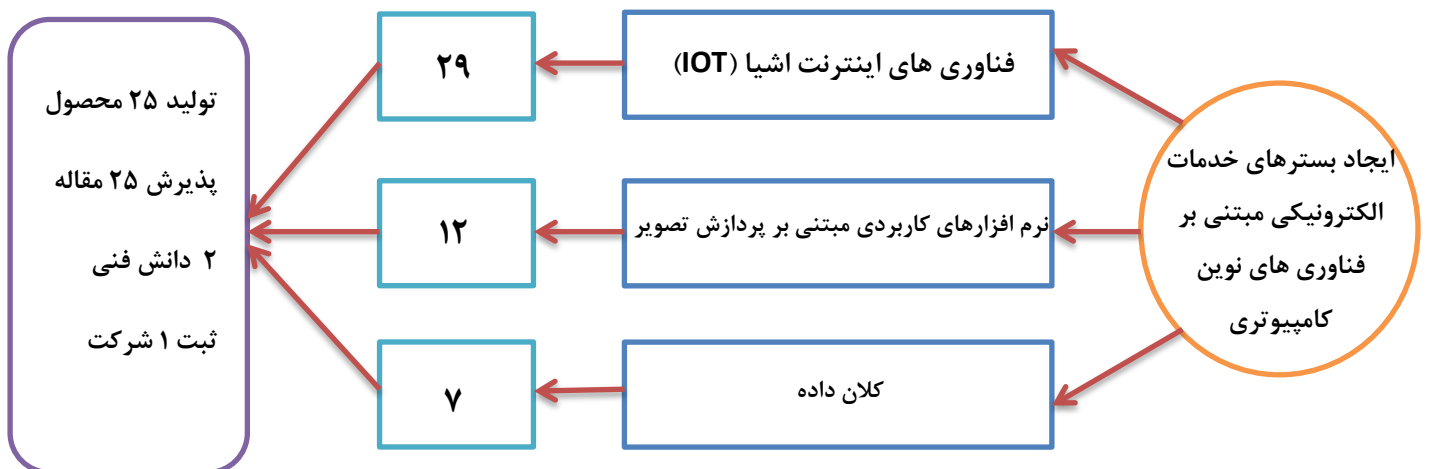 ایجاد بسترهای خدمات
الکترونیکی مبتنی بر
فناوری های نوین
کامپیوتری
فناوری های اینترنت اشیا (IOT)
۲۹
نرم افزارهای کاربردی مبتنی بر پردازش تصویر
۱۲
کلان داده
۷
تولید ۲۵ محصول
پذیرش ۲۵ مقاله
۲ دانش فنی
ثبت ۱ شرکت